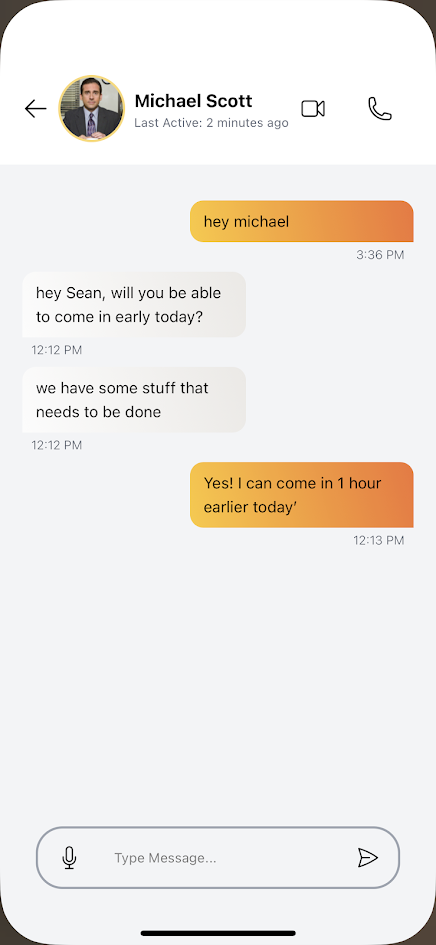 Michael Scott
Last Active: 2 minutes ago
hey michael
3:36 PM
hey Sean, will you be able
to come in early today?
12:12 PM
we have some stuff that
needs to be done
12:12 PM
Yes! I can come in 1 hour
earlier today’
12:13 PM
Type Message...